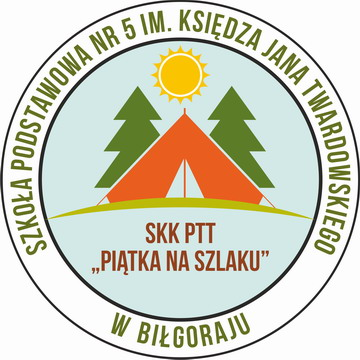 SZKOŁA PODSTAWOWA NR 5 IM. KSIĘDZA JANA TWARDOWSKIEGO
SKK PTT
„PIĄTKA NA SZLAKU”
W BIŁGORAJU